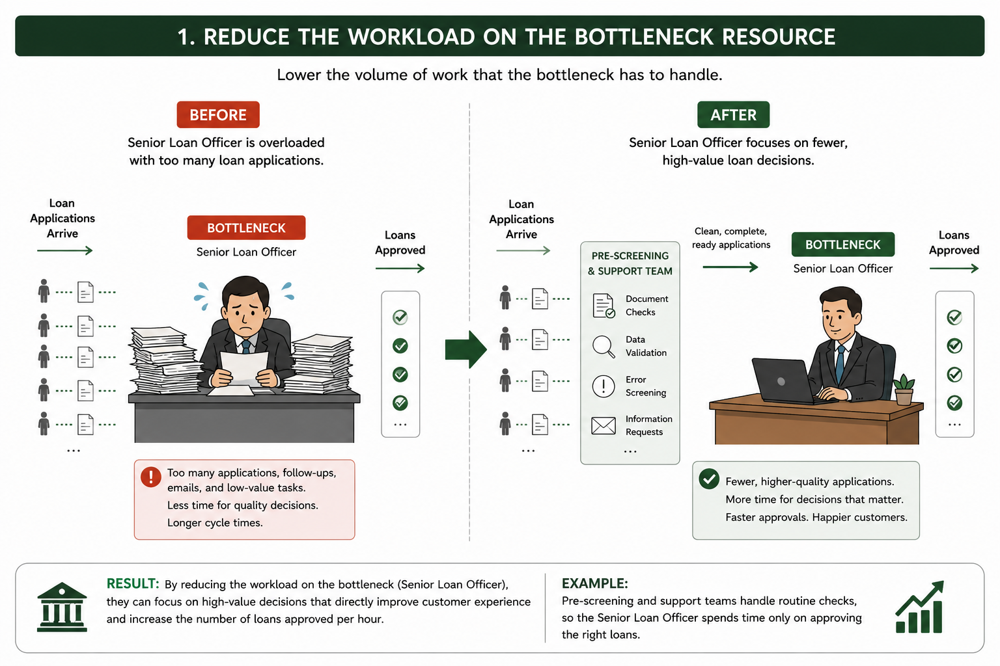 1. REDUCE THE WORKLOAD ON THE BOTTLENECK RESOURCE
Lower the volume of work that the bottleneck has to handle.
BEFORE
Senior Loan Officer is overloaded
with too many loan applications.
Loan
Applications
Arrive
BOTTLENECK
Senior Loan Officer
Loans
Approved
...
...
Too many applications, follow-ups,
emails, and low-value tasks.
Less time for quality decisions.
Longer cycle times.
AFTER
Senior Loan Officer focuses on fewer,
high-value loan decisions.
Loan
Applications
Arrive
...
PRE-SCREENING
& SUPPORT TEAM
Document
Checks
Data
Validation
Error
Screening
Information
Requests
...
Clean, complete,
ready applications
BOTTLENECK
Senior Loan Officer
Loans
Approved
...
Fewer, higher-quality applications.
More time for decisions that matter.
Faster approvals. Happier customers.
RESULT: By reducing the workload on the bottleneck (Senior Loan Officer),
they can focus on high-value decisions that directly improve customer experience
and increase the number of loans approved per hour.
EXAMPLE:
Pre-screening and support teams handle routine checks,
so the Senior Loan Officer spends time only on approving
the right loans.